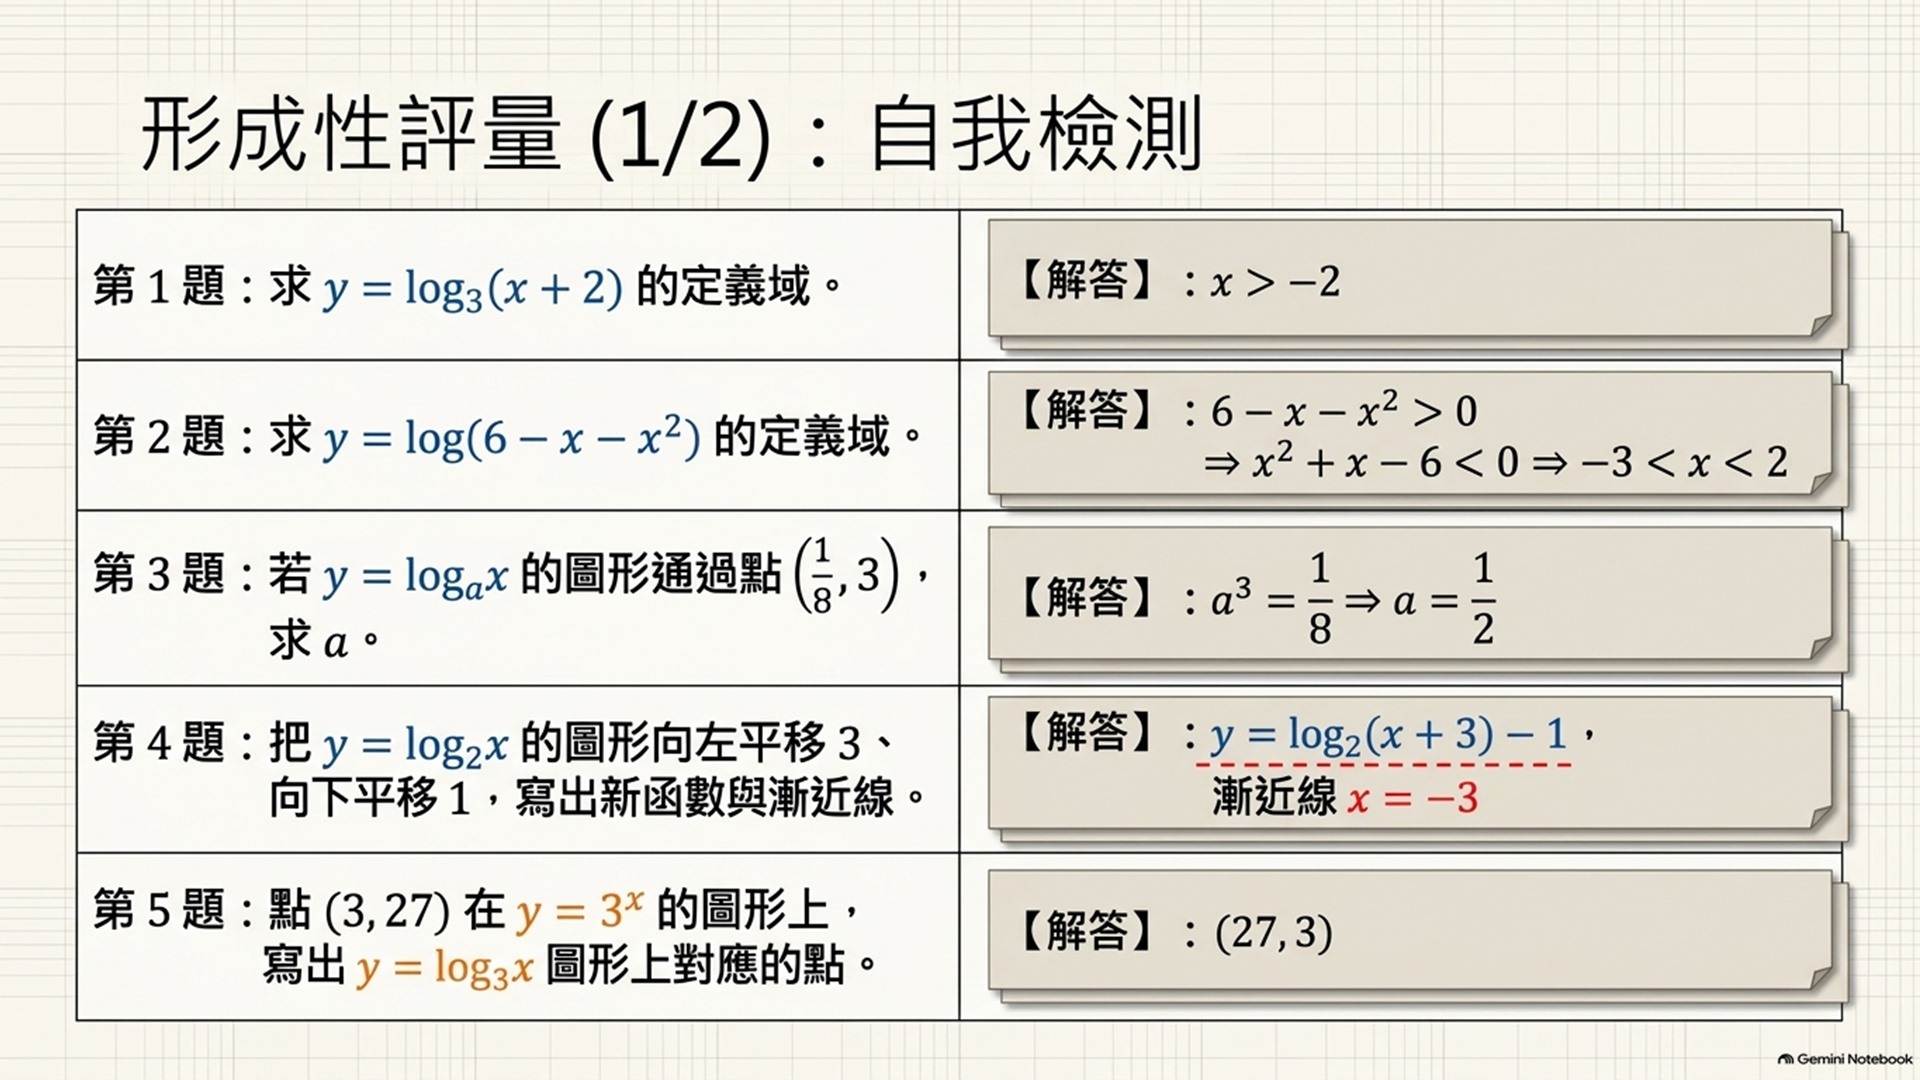 形成性評量 (1/2)：自我檢測
第 1 題：求 y = log₃(x + 2) 的定義域。
【解答】：x > −2
第 2 題：求 y = log(6 − x − x²) 的定義域。
【解答】：6 − x − x² > 0
⇒ x² + x − 6 < 0 ⇒ −3 < x < 2
第 3 題：若 y = logₐx 的圖形通過點 (1/8, 3)，
求 a。
【解答】：a³ = 1/8 ⇒ a = 1/2
第 4 題：把 y = log₂x 的圖形向左平移 3、
向下平移 1，寫出新函數與漸近線。
【解答】：y = log₂(x + 3) − 1，
漸近線 x = −3
第 5 題：點 (3, 27) 在 y = 3ˣ 的圖形上，
寫出 y = log₃x 圖形上對應的點。
【解答】：(27, 3)
Gemini Notebook